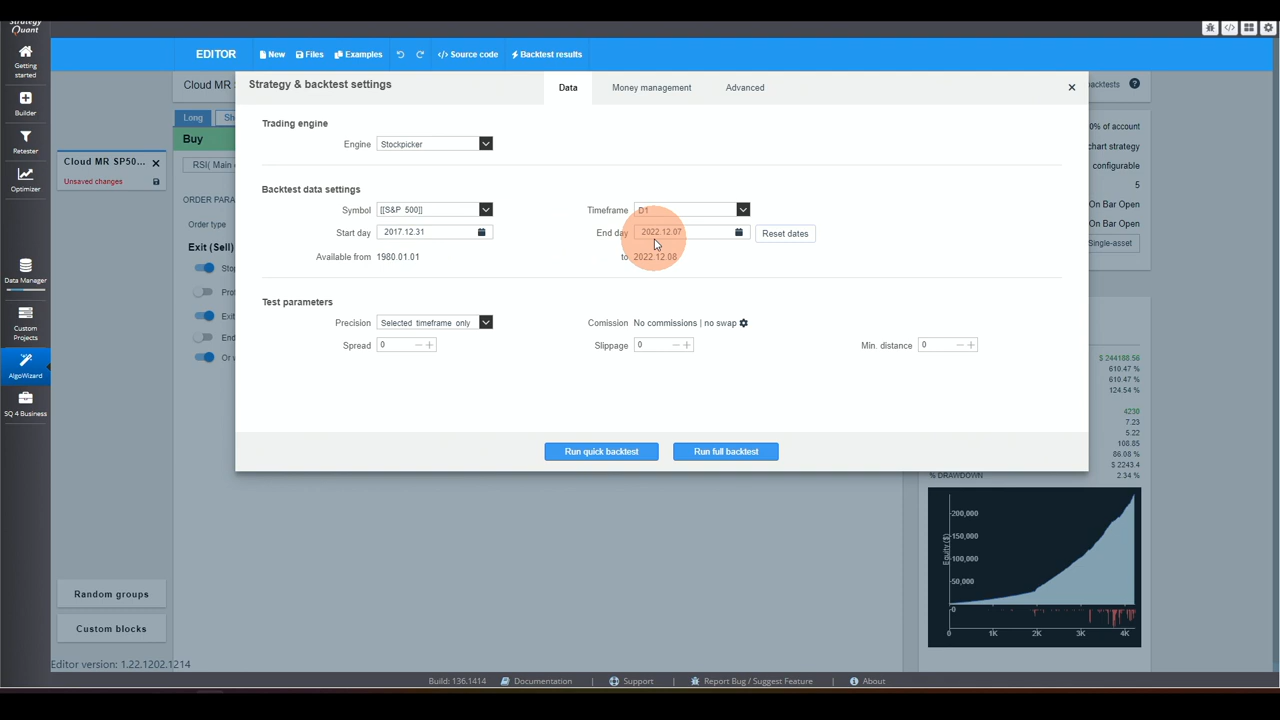 Strategy
Quant
Getting
started
Builder
Retester
Optimizer
Data Manager
Custom
Projects
AlgoWizard
SQ 4 Business
EDITOR New Files Examples </> Source code Backtest results
Cloud MR SP50...
Unsaved changes
Random groups
Custom blocks
Editor version: 1.22.1202.1214
Cloud MR
Long
Buy
RSI( Main
ORDER PARA
Order type
Exit (Sell)
Exit
End
Or
Strategy & backtest settings Data Money management Advanced
Trading engine
Engine Stockpicker
Backtest data settings
Symbol [[S&P 500]] Timeframe D1
Start day 2017.12.31 End day 2022.12.07 Reset dates
Available from 1980.01.01 to 2022.12.08
Test parameters
Precision Selected timeframe only Comission No commissions | no swap
Spread 0 Slippage 0 Min. distance 0
Run quick backtest Run full backtest
0% of account
chart strategy
configurable
5
On Bar Open
On Bar Open
Single-asset
$ 244188.56
610.47 %
610.47 %
124.54 %
4230
7.23
5.22
108.85
86.08 %
$ 2243.4
% DRAWDOWN 2.34 %
Equity ($)
200,000
150,000
100,000
50,000
0
0 1K 2K 3K 4K
Build: 136.1414 Documentation | Support | Report Bug / Suggest Feature | About